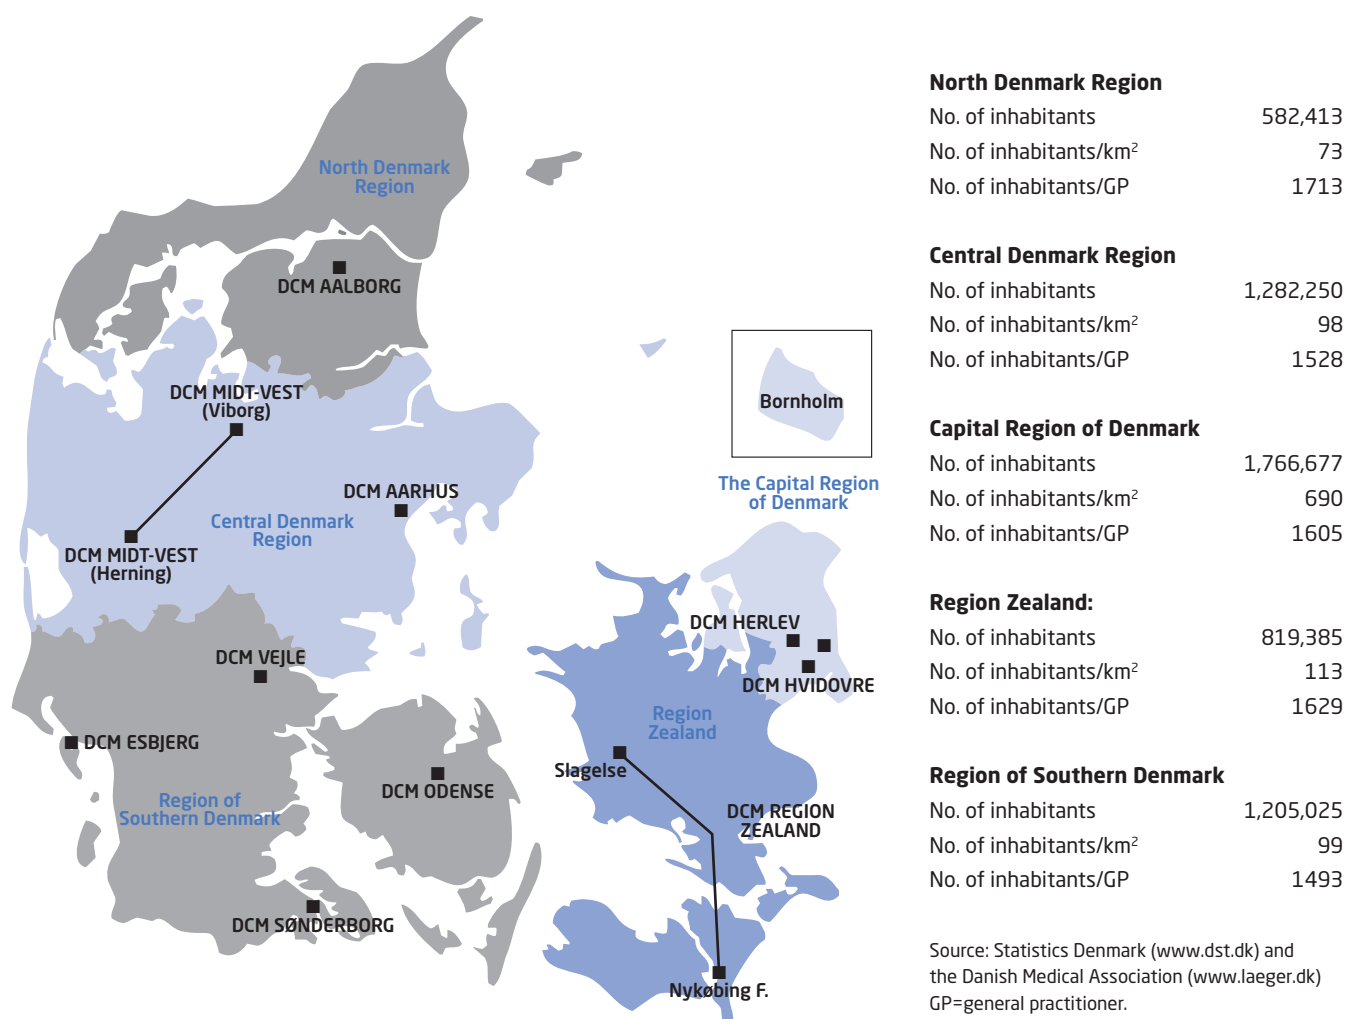 North Denmark
Region
DCM AALBORG
DCM MIDT-VEST
(Viborg)
DCM AARHUS
Central Denmark
Region
DCM MIDT-VEST
(Herning)
Bornholm
The Capital Region
of Denmark
DCM HERLEV
DCM HVIDOVRE
DCM VEJLE
DCM ESBJERG
DCM ODENSE
Region of
Southern Denmark
DCM SØNDERBORG
Region
Zealand
Slagelse
DCM REGION
ZEALAND
Nykøbing F.
North Denmark Region
No. of inhabitants 582,413
No. of inhabitants/km² 73
No. of inhabitants/GP 1713
Central Denmark Region
No. of inhabitants 1,282,250
No. of inhabitants/km² 98
No. of inhabitants/GP 1528
Capital Region of Denmark
No. of inhabitants 1,766,677
No. of inhabitants/km² 690
No. of inhabitants/GP 1605
Region Zealand:
No. of inhabitants 819,385
No. of inhabitants/km² 113
No. of inhabitants/GP 1629
Region of Southern Denmark
No. of inhabitants 1,205,025
No. of inhabitants/km² 99
No. of inhabitants/GP 1493
Source: Statistics Denmark (www.dst.dk) and
the Danish Medical Association (www.laeger.dk)
GP=general practitioner.